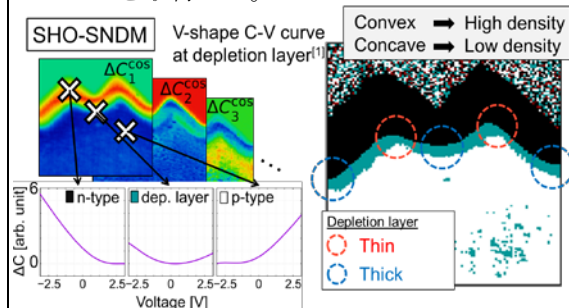 SHO-SNDM
V-shape C-V curve
at depletion layer[1]
Convex → High density
Concave → Low density
ΔC₁ᶜᵒˢ
ΔC₂ᶜᵒˢ
ΔC₃ᶜᵒˢ
ΔC [arb. unit]
6
0
n-type
dep. layer
p-type
−2.5 0 2.5
−2.5 0 2.5
−2.5 0 2.5
Voltage [V]
Depletion layer
Thin
Thick